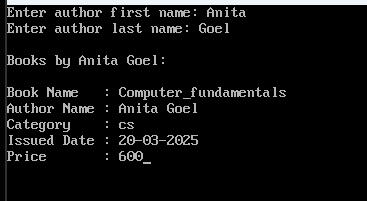 Enter author first name: Anita
Enter author last name: Goel
Books by Anita Goel:
Book Name   : Computer_fundamentals
Author Name : Anita Goel
Category    : cs
Issued Date : 20-03-2025
Price       : 600_